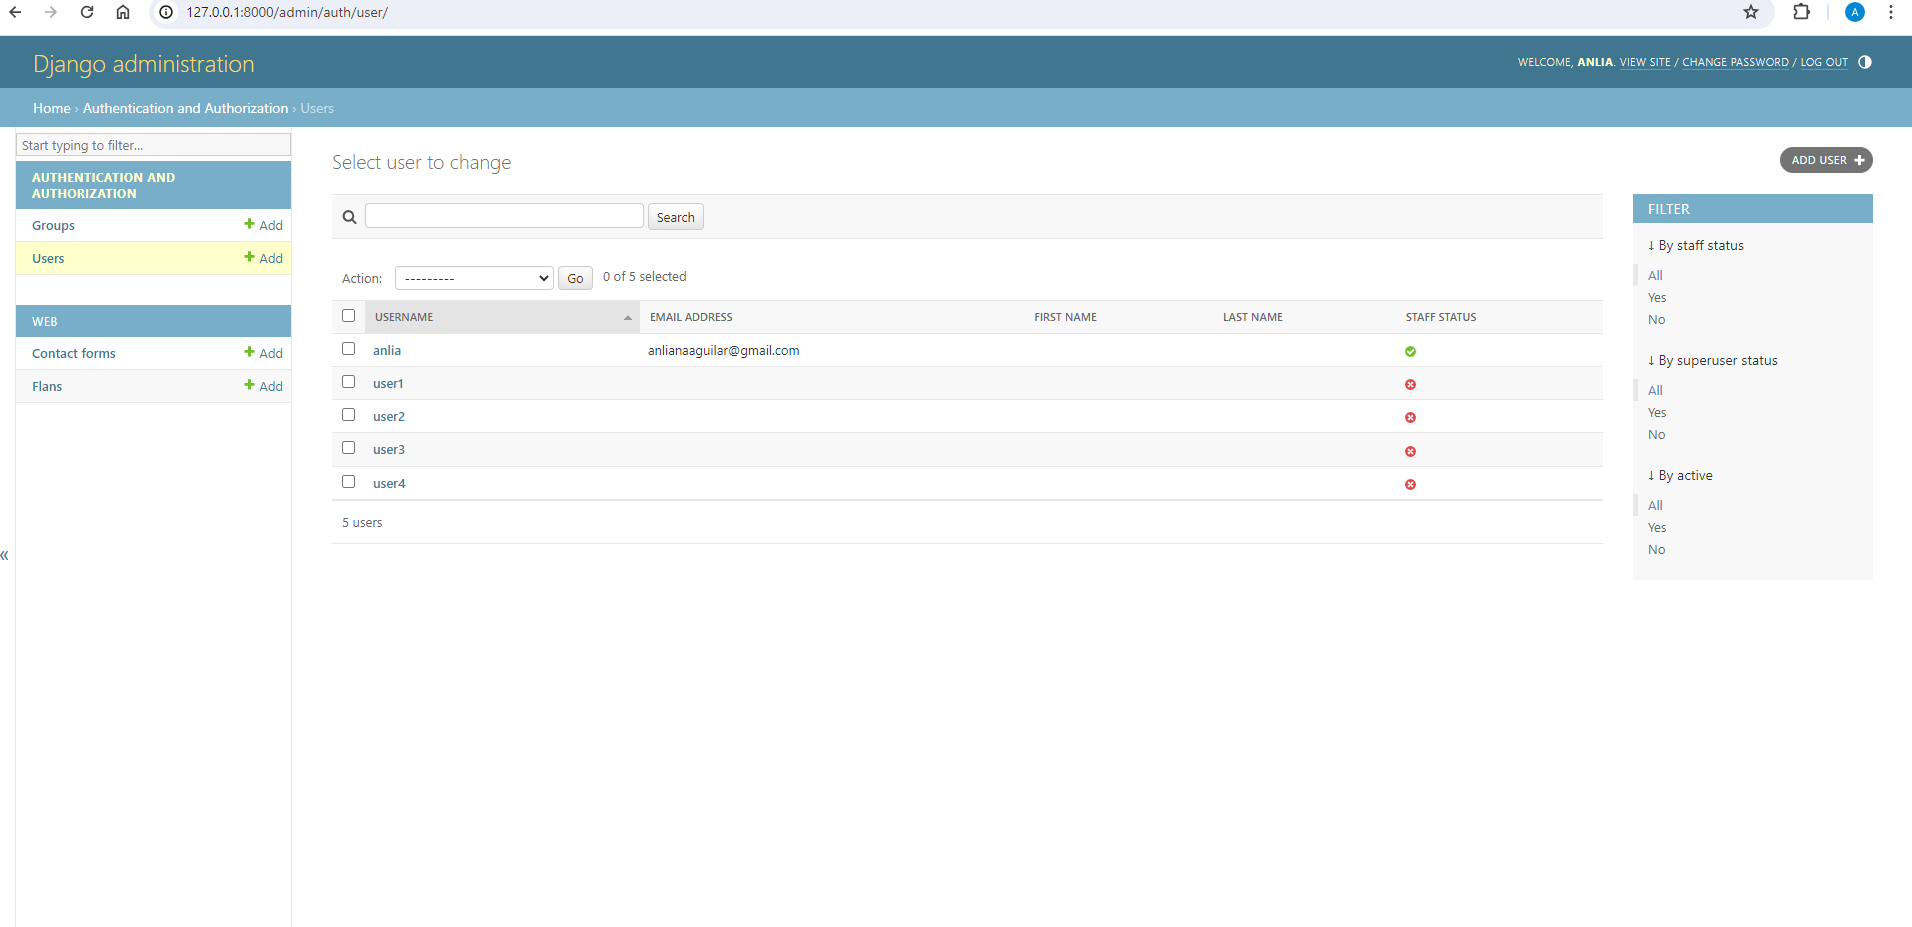 127.0.0.1:8000/admin/auth/user/
A
Django administration
WELCOME, ANLIA. VIEW SITE / CHANGE PASSWORD / LOG OUT
Home › Authentication and Authorization › Users
Start typing to filter...
AUTHENTICATION AND
AUTHORIZATION
Groups + Add
Users + Add
WEB
Contact forms + Add
Flans + Add
«
Select user to change
ADD USER +
Search
Action: --------- Go 0 of 5 selected
USERNAME EMAIL ADDRESS FIRST NAME LAST NAME STAFF STATUS
anlia anlianaaguilar@gmail.com
user1
user2
user3
user4
5 users
FILTER
↓ By staff status
All
Yes
No
↓ By superuser status
All
Yes
No
↓ By active
All
Yes
No